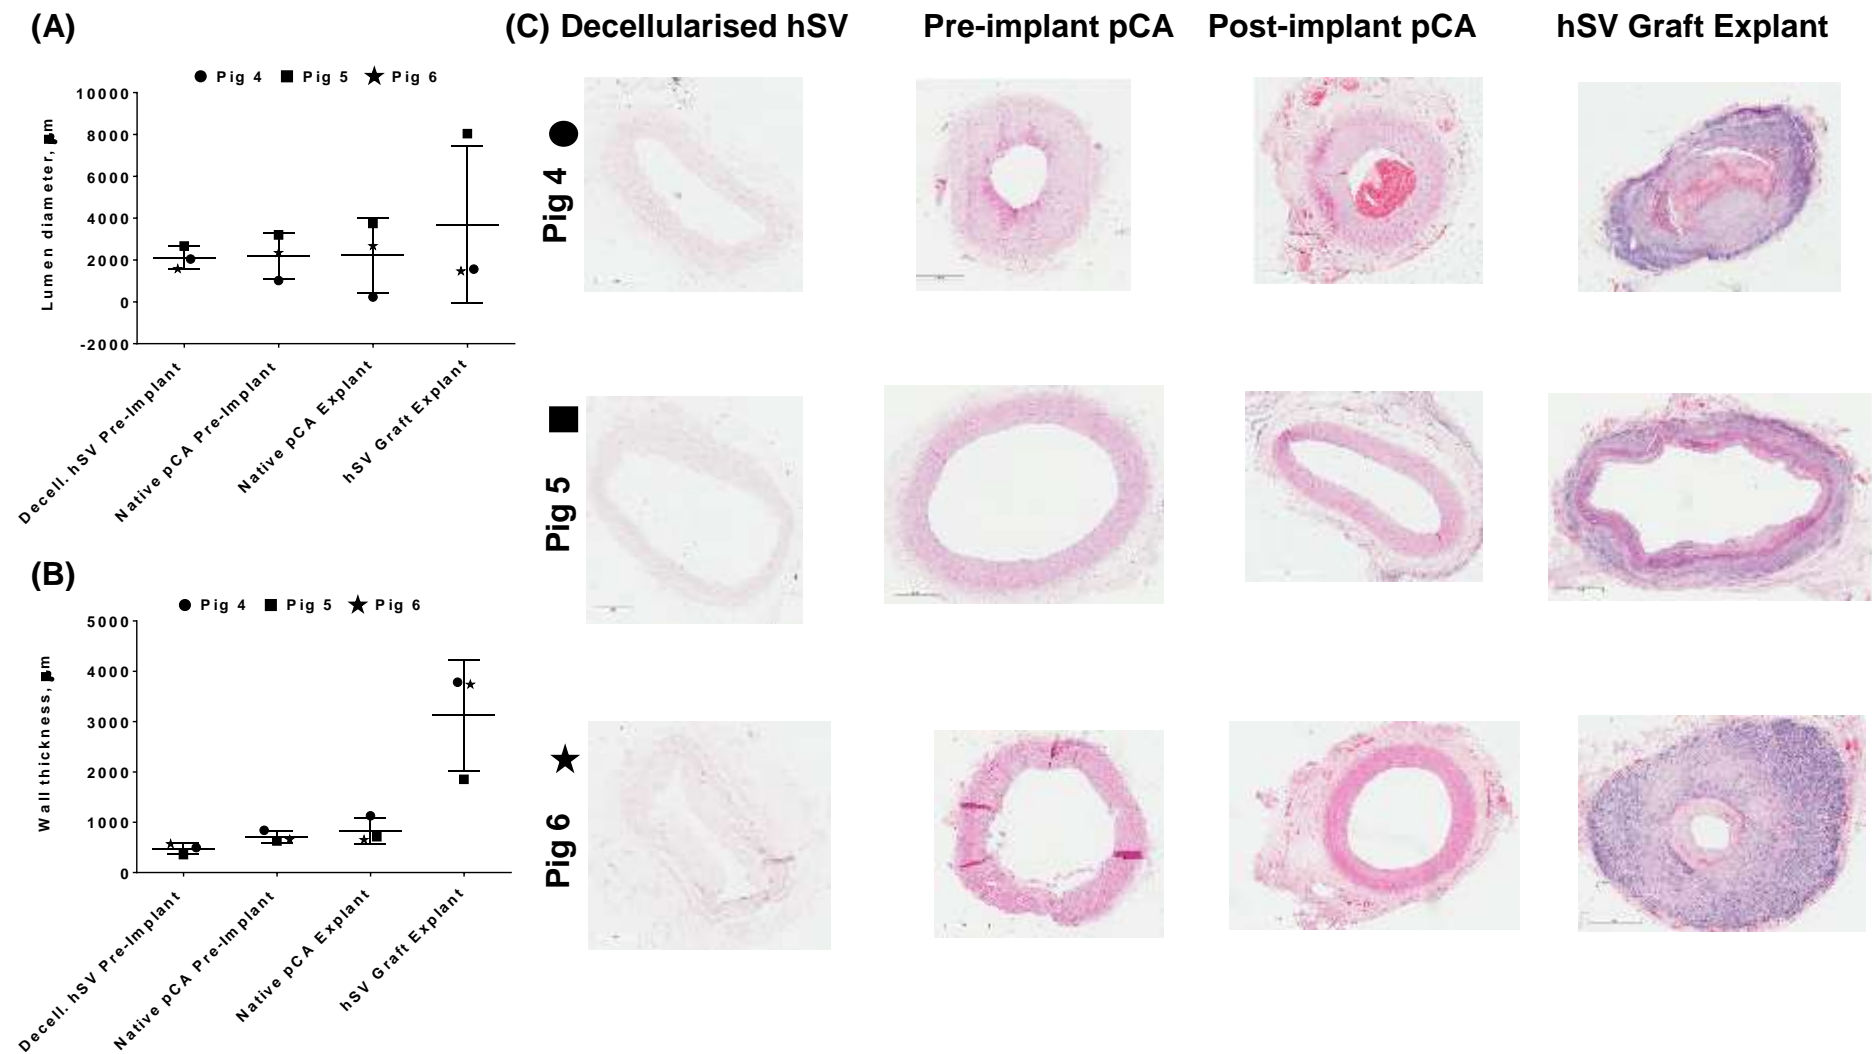 (A)
Pig 4 Pig 5 Pig 6
10000
8000
6000
4000
2000
0
-2000
Lumen diameter, µm
Decell. hSV Pre-Implant
Native pCA Pre-Implant
Native pCA Explant
hSV Graft Explant
(B)
Pig 4 Pig 5 Pig 6
5000
4000
3000
2000
1000
0
Wall thickness, µm
Decell. hSV Pre-Implant
Native pCA Pre-Implant
Native pCA Explant
hSV Graft Explant
(C) Decellularised hSV Pre-implant pCA Post-implant pCA hSV Graft Explant
Pig 4
Pig 5
Pig 6